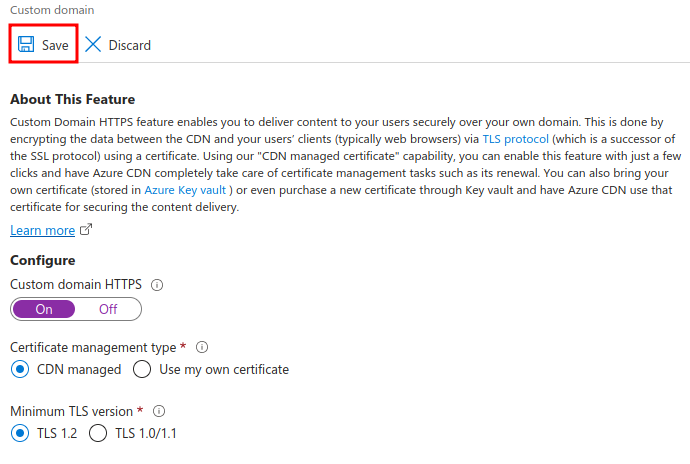 Custom domain
Save Discard
About This Feature
Custom Domain HTTPS feature enables you to deliver content to your users securely over your own domain. This is done by
encrypting the data between the CDN and your users' clients (typically web browsers) via TLS protocol (which is a successor of
the SSL protocol) using a certificate. Using our "CDN managed certificate" capability, you can enable this feature with just a few
clicks and have Azure CDN completely take care of certificate management tasks such as its renewal. You can also bring your
own certificate (stored in Azure Key vault ) or even purchase a new certificate through Key vault and have Azure CDN use that
certificate for securing the content delivery.
Learn more
Configure
Custom domain HTTPS
On Off
Certificate management type *
CDN managed Use my own certificate
Minimum TLS version *
TLS 1.2 TLS 1.0/1.1